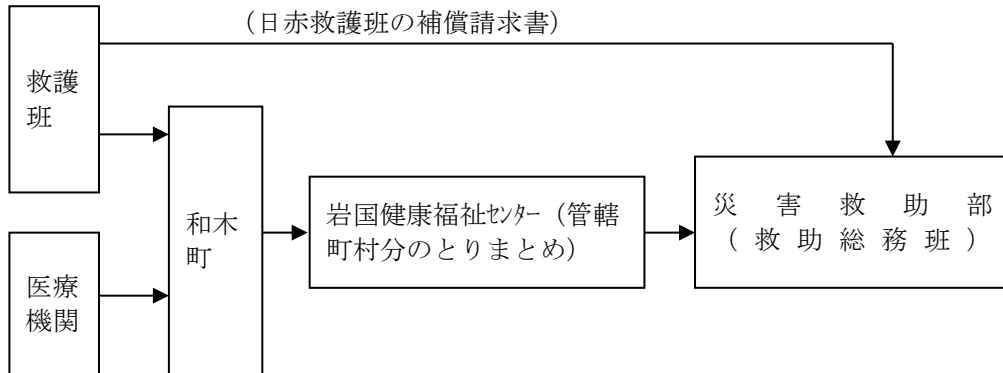 （日赤救護班の補償請求書）
救護
班
医療
機関
和木
町
岩国健康福祉ｾﾝﾀｰ（管轄
町村分のとりまとめ）
災害救助部
（救助総務班）